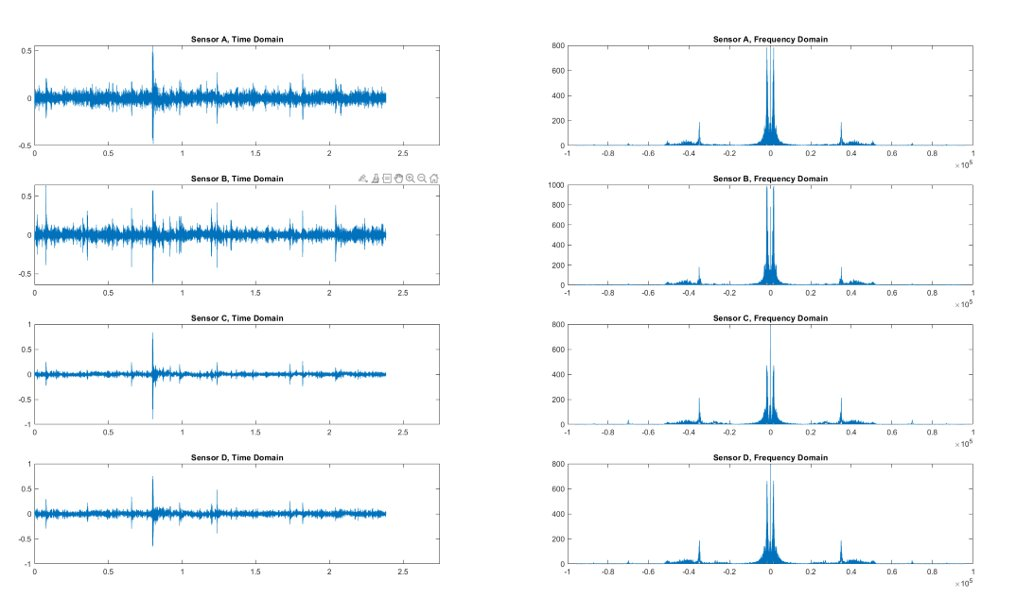 Sensor A, Time Domain
0.5
0
-0.5
0 0.5 1 1.5 2 2.5
Sensor A, Frequency Domain
800
600
400
200
0
-1 -0.8 -0.6 -0.4 -0.2 0 0.2 0.4 0.6 0.8 1
×10^5
Sensor B, Time Domain
0.5
0
-0.5
0 0.5 1 1.5 2 2.5
Sensor B, Frequency Domain
1000
800
600
400
200
0
-1 -0.8 -0.6 -0.4 -0.2 0 0.2 0.4 0.6 0.8 1
×10^5
Sensor C, Time Domain
1
0.5
0
-0.5
-1
0 0.5 1 1.5 2 2.5
Sensor C, Frequency Domain
800
600
400
200
0
-1 -0.8 -0.6 -0.4 -0.2 0 0.2 0.4 0.6 0.8 1
×10^5
Sensor D, Time Domain
1
0.5
0
-0.5
-1
0 0.5 1 1.5 2 2.5
Sensor D, Frequency Domain
800
600
400
200
0
-1 -0.8 -0.6 -0.4 -0.2 0 0.2 0.4 0.6 0.8 1
×10^5